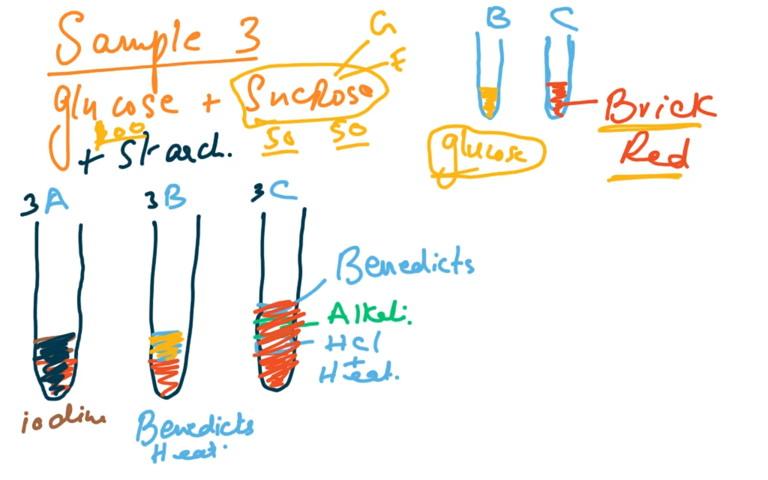 Sample 3
glucose + Sucrose
G
F
100
50 50
+ Starch.
B C
Brick
Red
glucose
3A 3B 3C
Benedicts
Alkali.
HCl
+
Heat.
iodine
Benedicts
Heat.